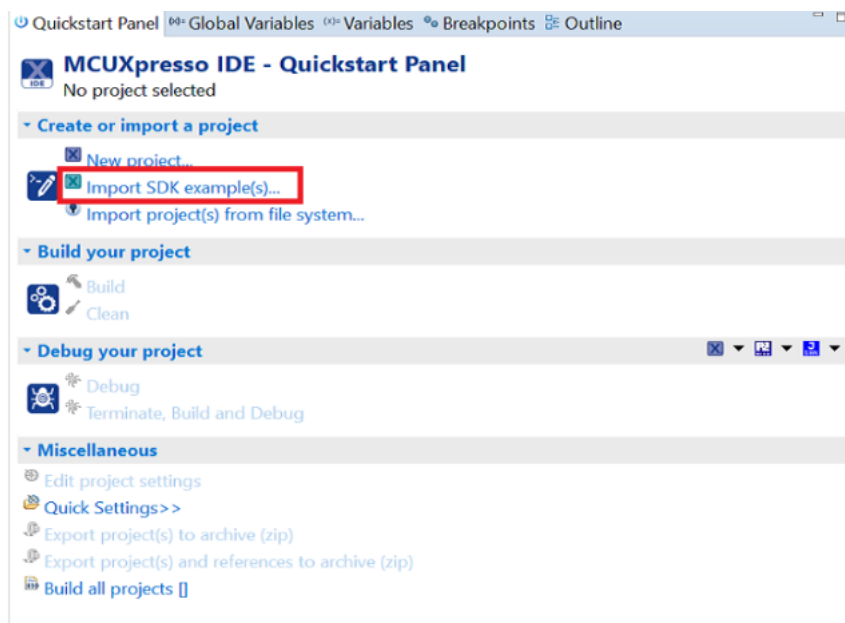 Quickstart Panel (x)= Global Variables (x)= Variables Breakpoints Outline
MCUXpresso IDE - Quickstart Panel
IDE
No project selected
Create or import a project
New project...
Import SDK example(s)...
Import project(s) from file system...
Build your project
Build
Clean
Debug your project
Debug
Terminate, Build and Debug
Miscellaneous
Edit project settings
Quick Settings>>
Export project(s) to archive (zip)
Export project(s) and references to archive (zip)
Build all projects []